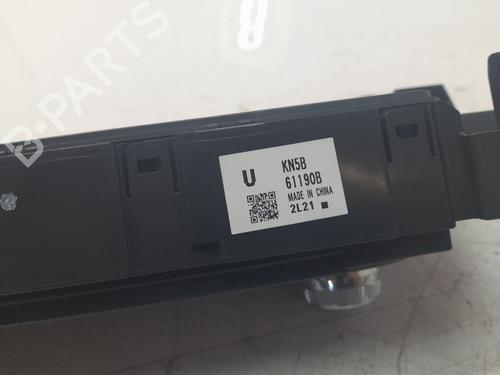 B-PARTS
U
KN5B
61190B
MADE IN CHINA
2L21